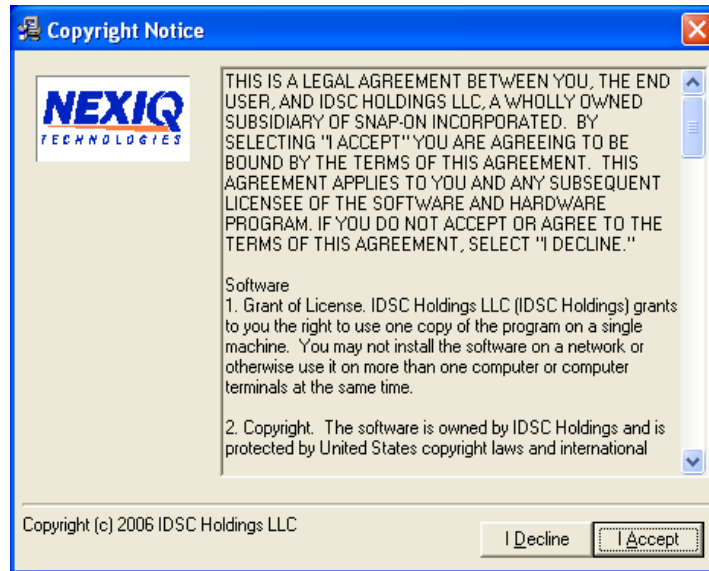 Copyright Notice
NEXIQ
TECHNOLOGIES
THIS IS A LEGAL AGREEMENT BETWEEN YOU, THE END
USER, AND IDSC HOLDINGS LLC, A WHOLLY OWNED
SUBSIDIARY OF SNAP-ON INCORPORATED.  BY
SELECTING "I ACCEPT" YOU ARE AGREEING TO BE
BOUND BY THE TERMS OF THIS AGREEMENT.  THIS
AGREEMENT APPLIES TO YOU AND ANY SUBSEQUENT
LICENSEE OF THE SOFTWARE AND HARDWARE
PROGRAM. IF YOU DO NOT ACCEPT OR AGREE TO THE
TERMS OF THIS AGREEMENT, SELECT "I DECLINE."
Software
1. Grant of License. IDSC Holdings LLC (IDSC Holdings) grants
to you the right to use one copy of the program on a single
machine.  You may not install the software on a network or
otherwise use it on more than one computer or computer
terminals at the same time.
2. Copyright.  The software is owned by IDSC Holdings and is
protected by United States copyright laws and international
Copyright (c) 2006 IDSC Holdings LLC
I Decline
I Accept